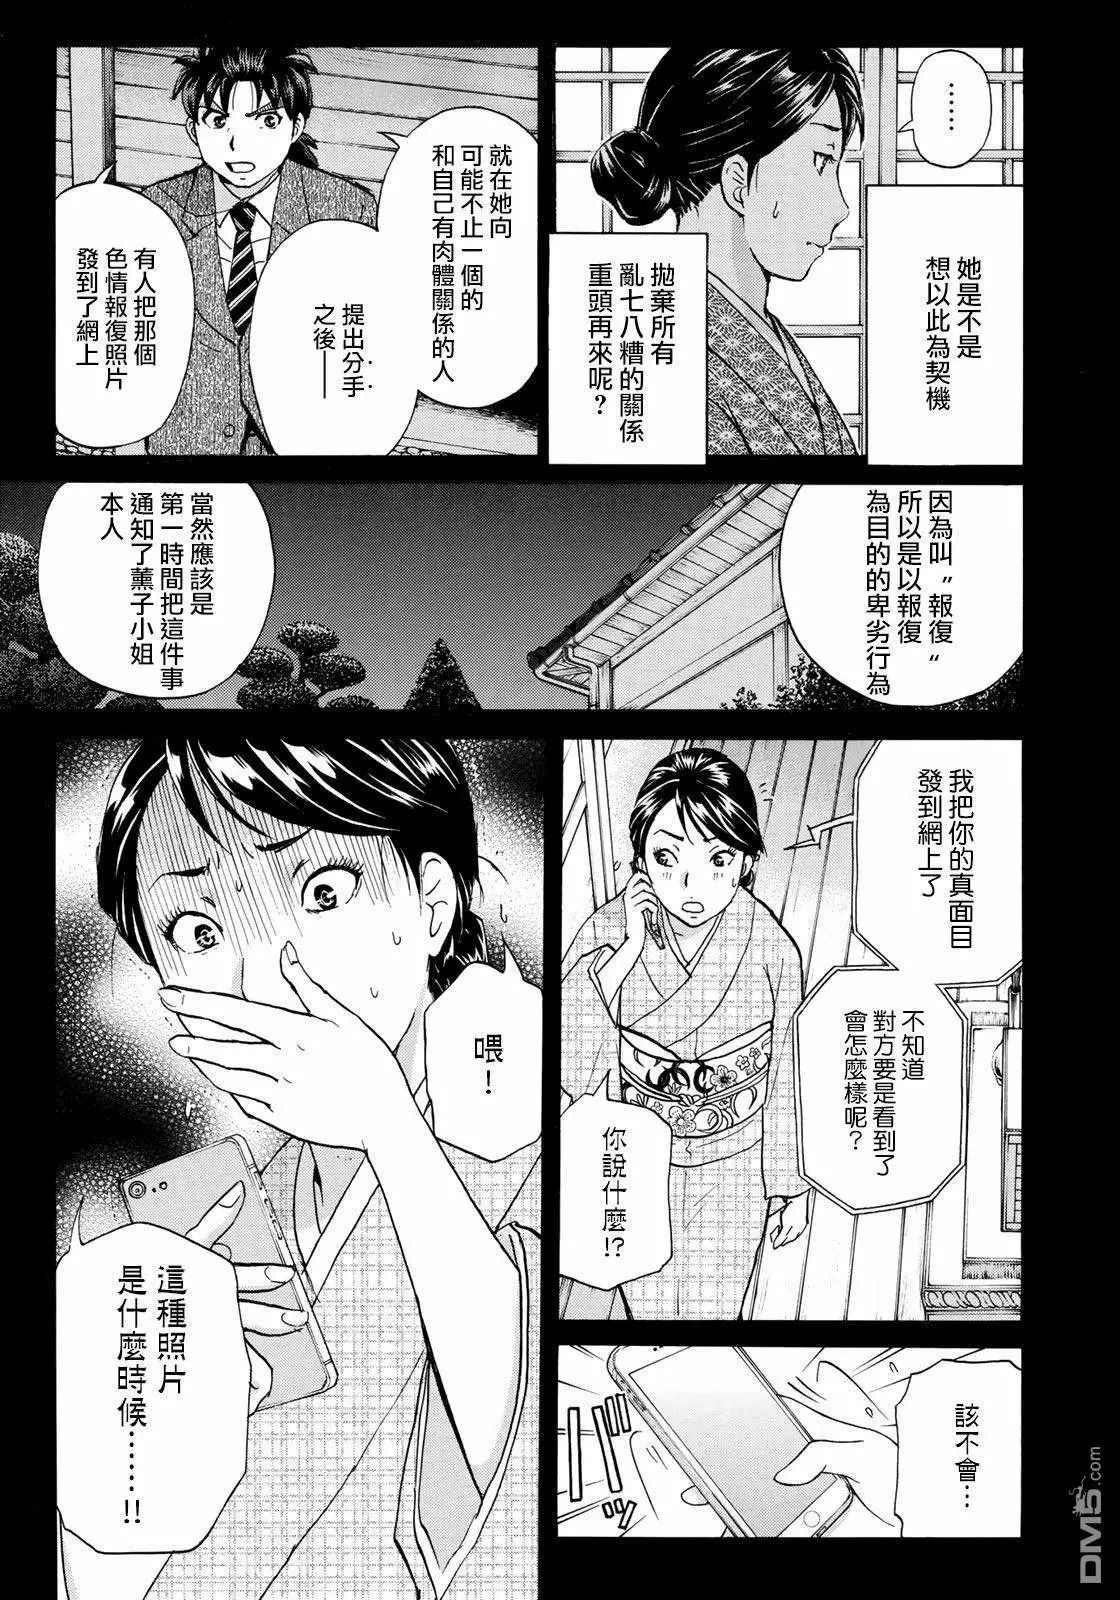 ……
她是不是
想以此為契機
拋棄所有
亂七八糟的關係
重頭再來呢？
就在她向
可能不止一個的
和自己有肉體關係的人
提出分手
之後——
有人把那個
色情報復照片
發到了網上
因為叫"報復"
所以是以報復
為目的的卑劣行為
當然應該是
第一時間把這件事
通知了薰子小姐
本人
我把你的真面目
發到網上了
不知道
對方要是看到了
會怎麼樣呢？
你說什麼！？
該不會…
喂！
這種照片
是什麼時候……！！
DM5.com